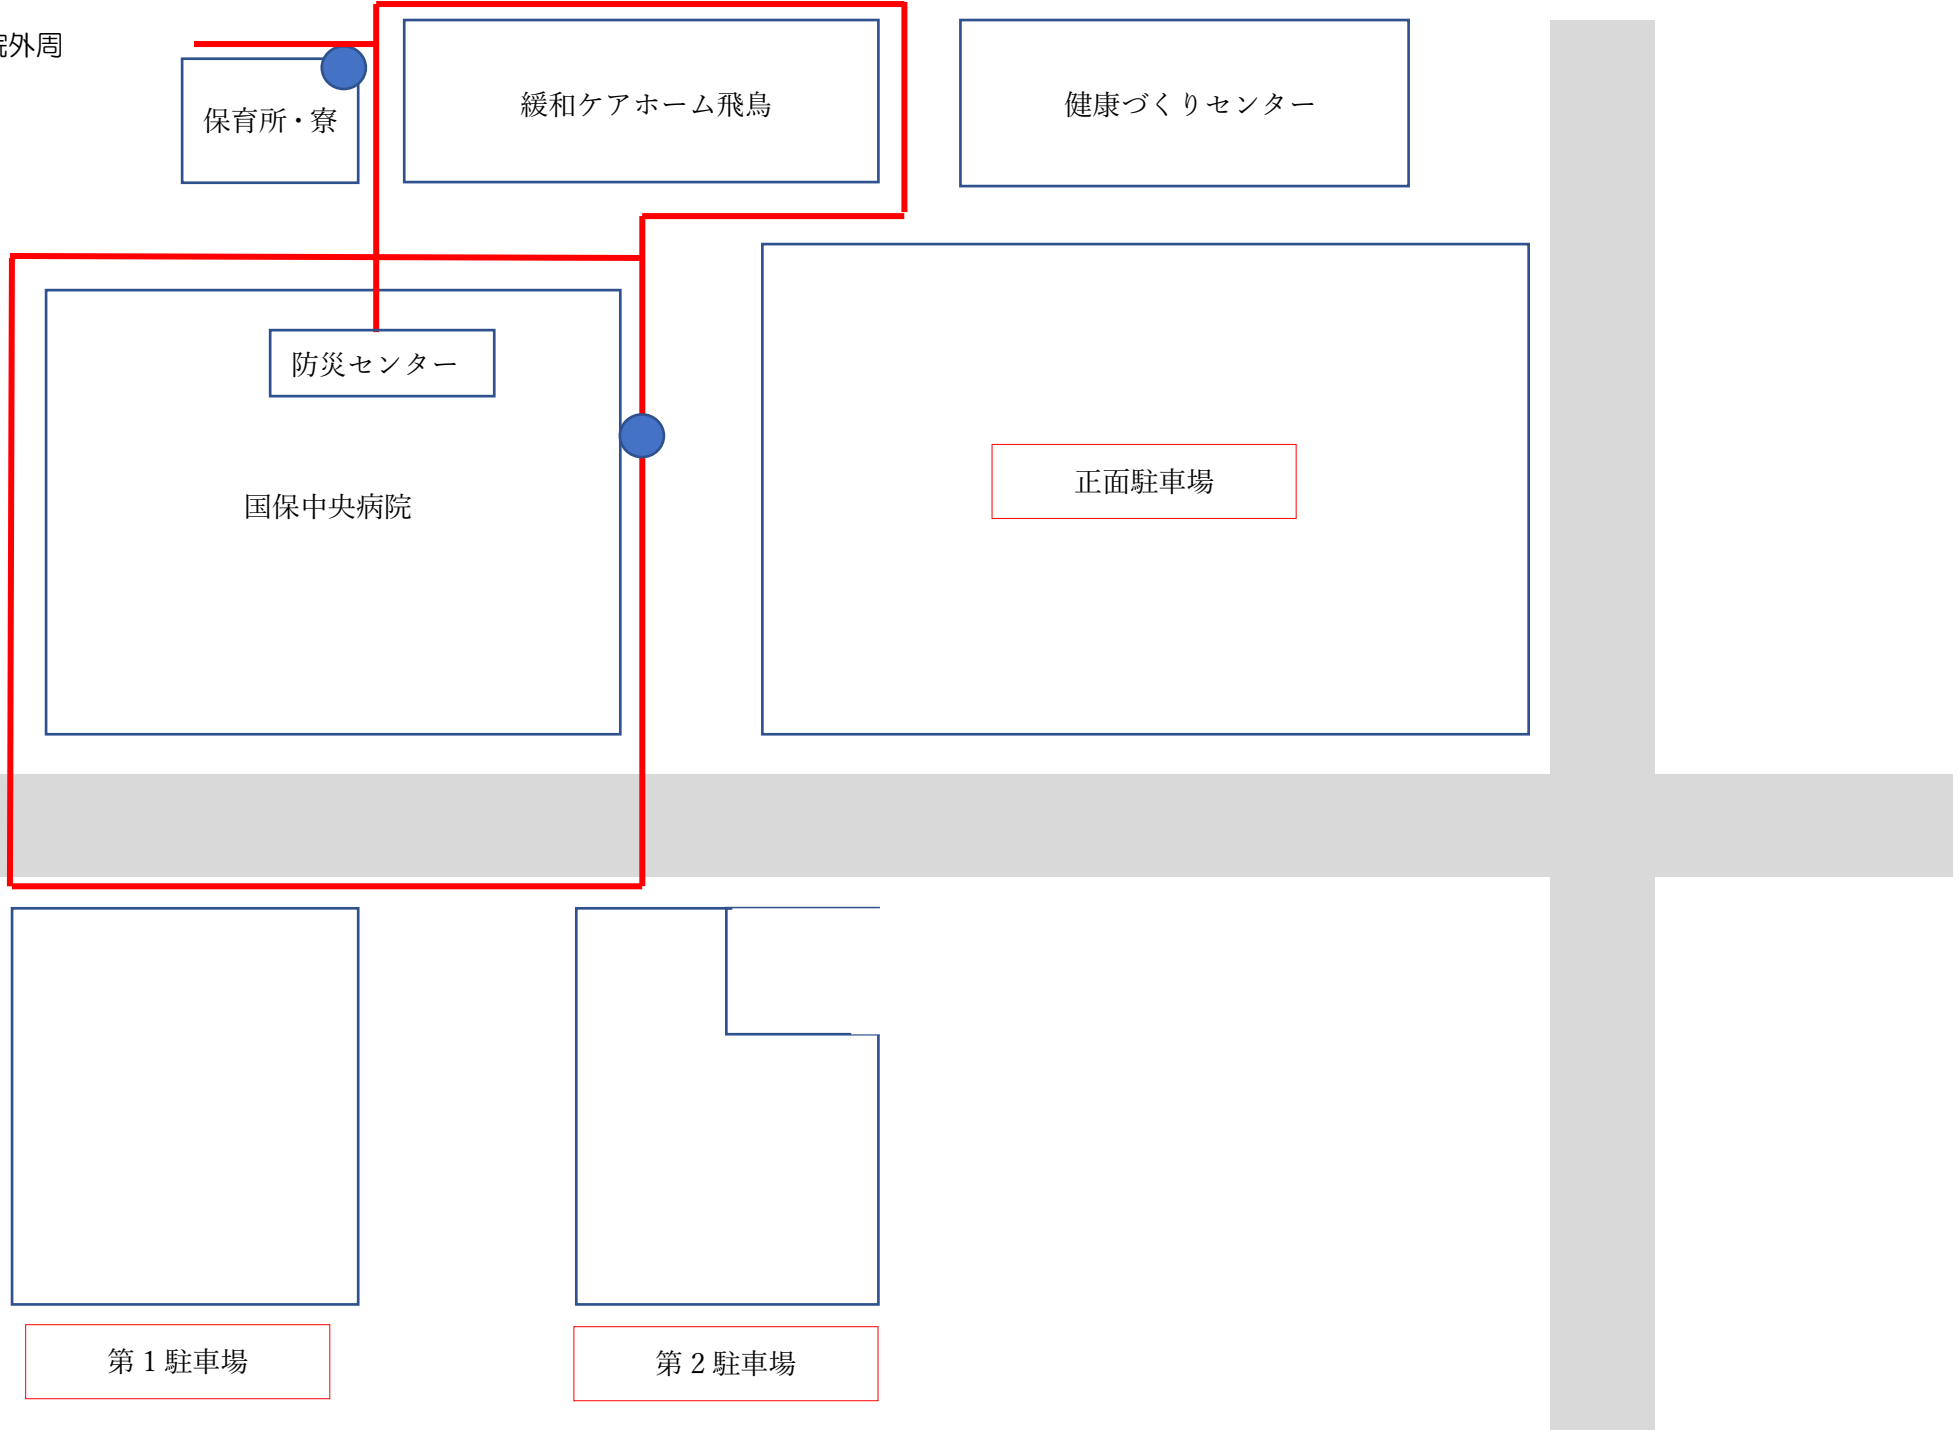 院外周
保育所・寮
緩和ケアホーム飛鳥
健康づくりセンター
防災センター
国保中央病院
正面駐車場
第1駐車場
第2駐車場